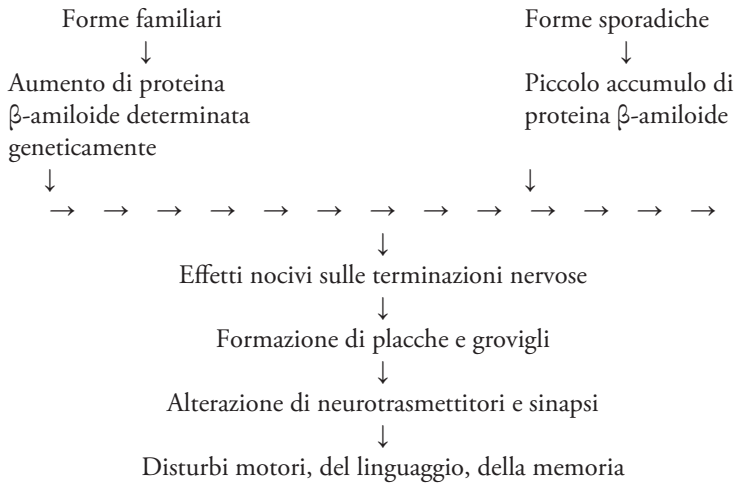 Forme familiari
↓
Aumento di proteina
β-amiloide determinata
geneticamente
↓
Forme sporadiche
↓
Piccolo accumulo di
proteina β-amiloide
↓
→ → → → → → → → → → → → →
↓
Effetti nocivi sulle terminazioni nervose
↓
Formazione di placche e grovigli
↓
Alterazione di neurotrasmettitori e sinapsi
↓
Disturbi motori, del linguaggio, della memoria